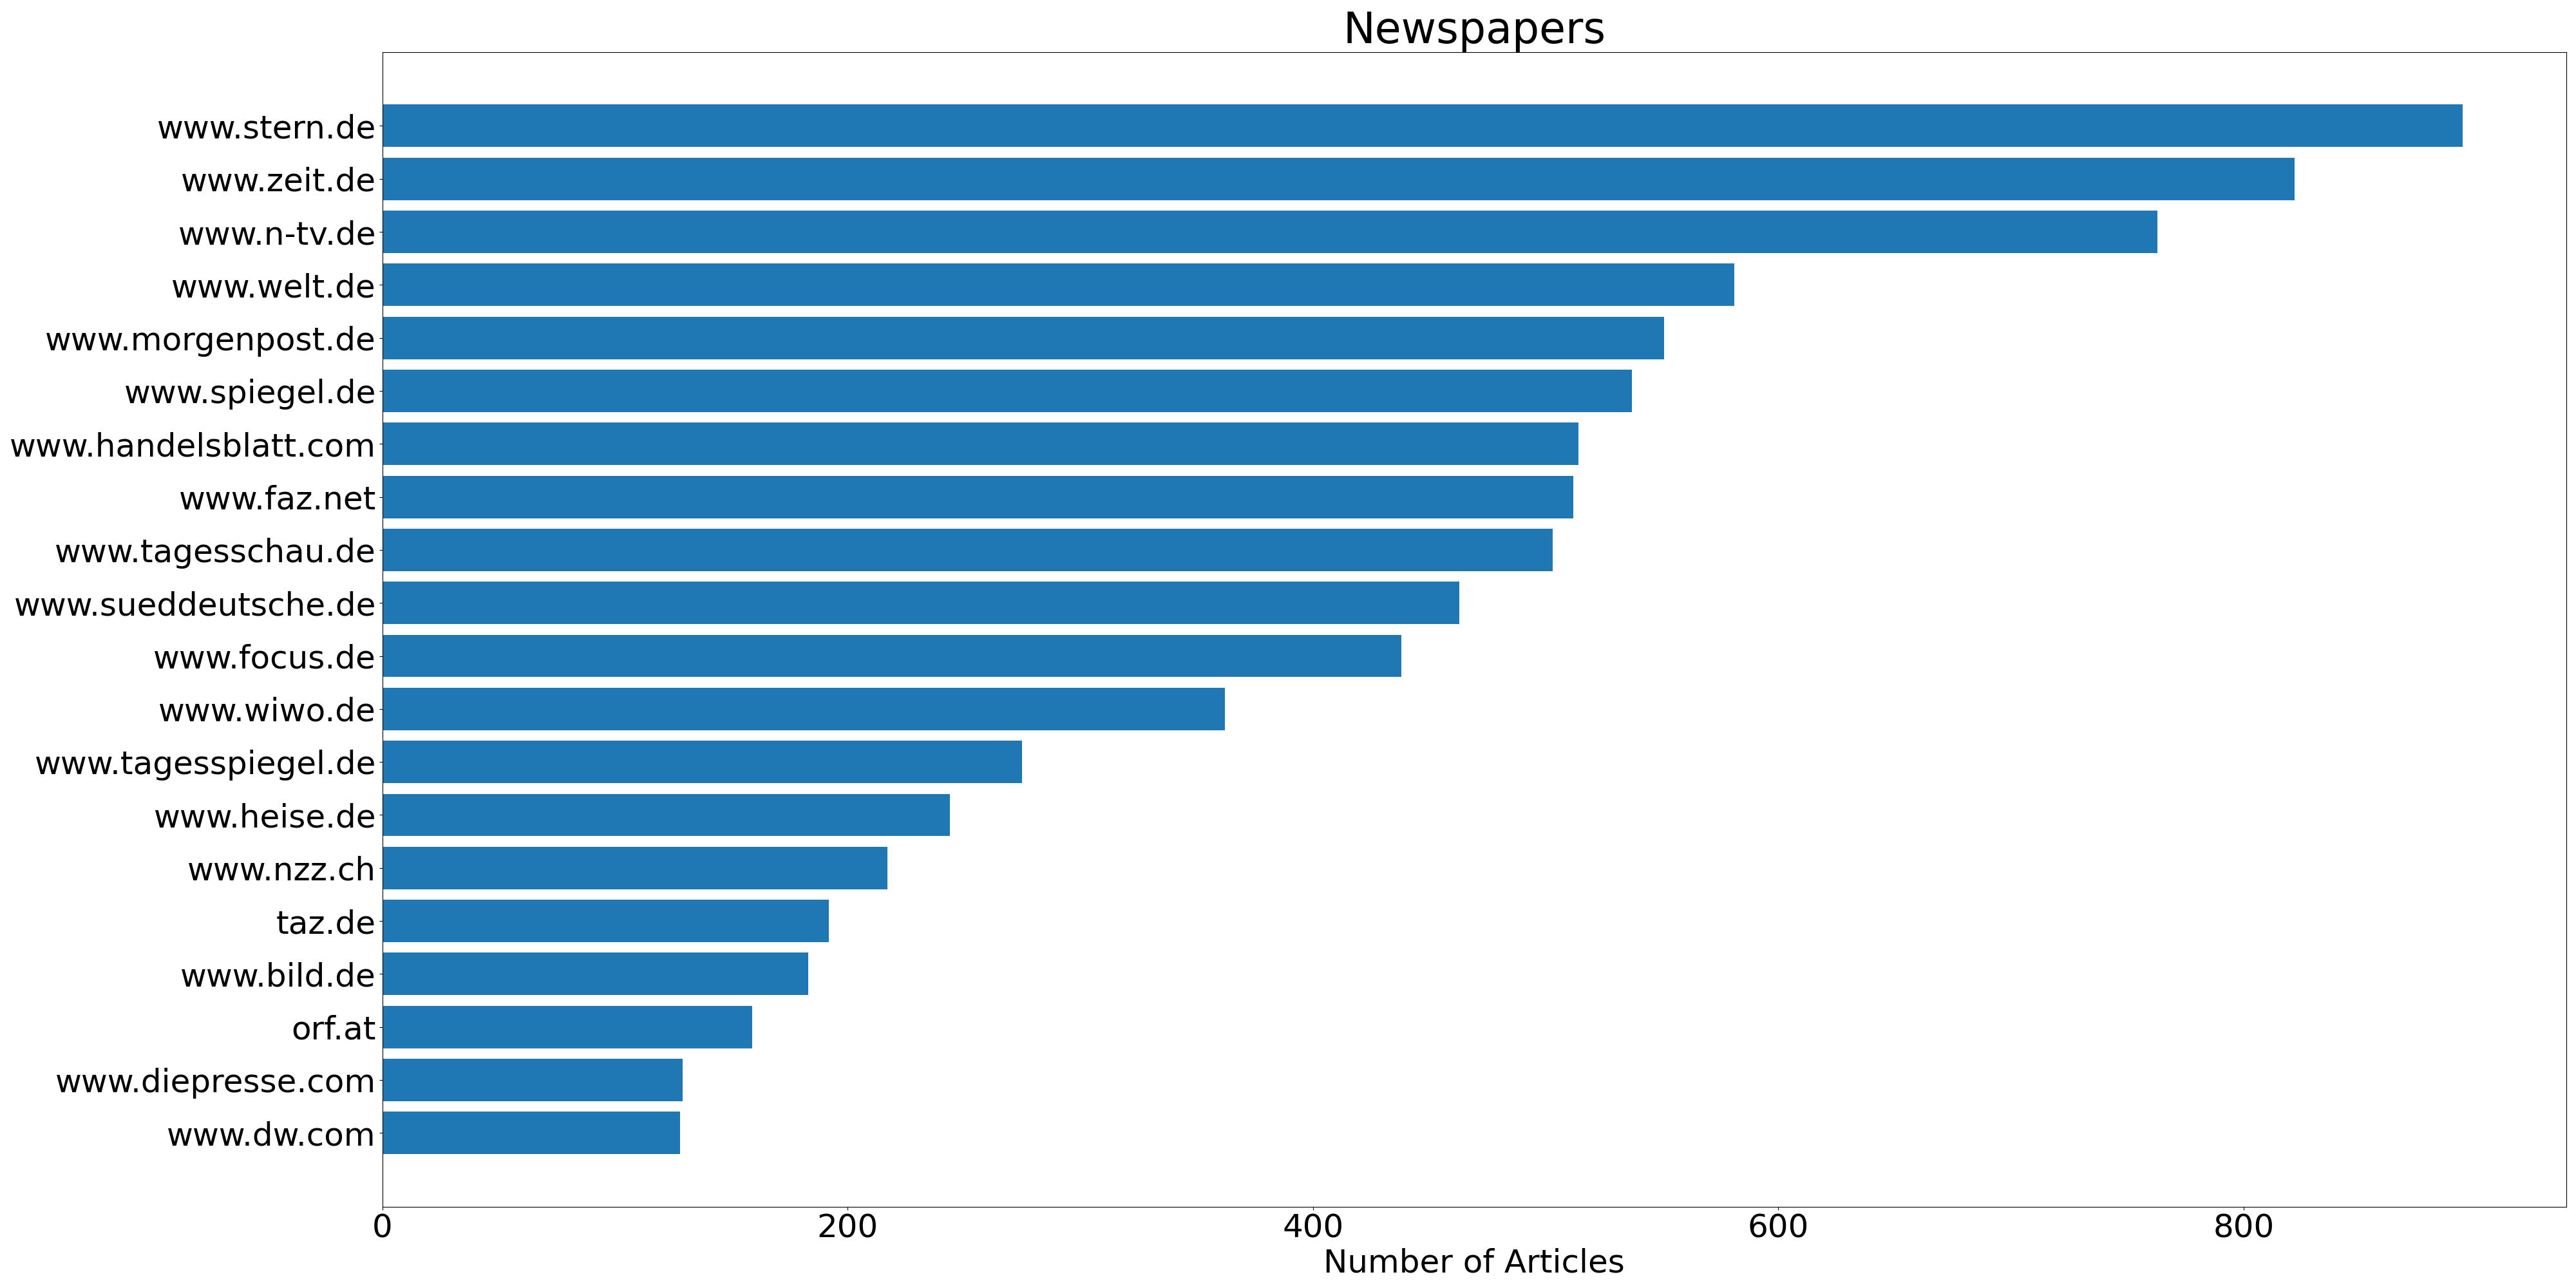 Newspapers
www.stern.de
www.zeit.de
www.n-tv.de
www.welt.de
www.morgenpost.de
www.spiegel.de
www.handelsblatt.com
www.faz.net
www.tagesschau.de
www.sueddeutsche.de
www.focus.de
www.wiwo.de
www.tagesspiegel.de
www.heise.de
www.nzz.ch
taz.de
www.bild.de
orf.at
www.diepresse.com
www.dw.com
0 200 400 600 800
Number of Articles